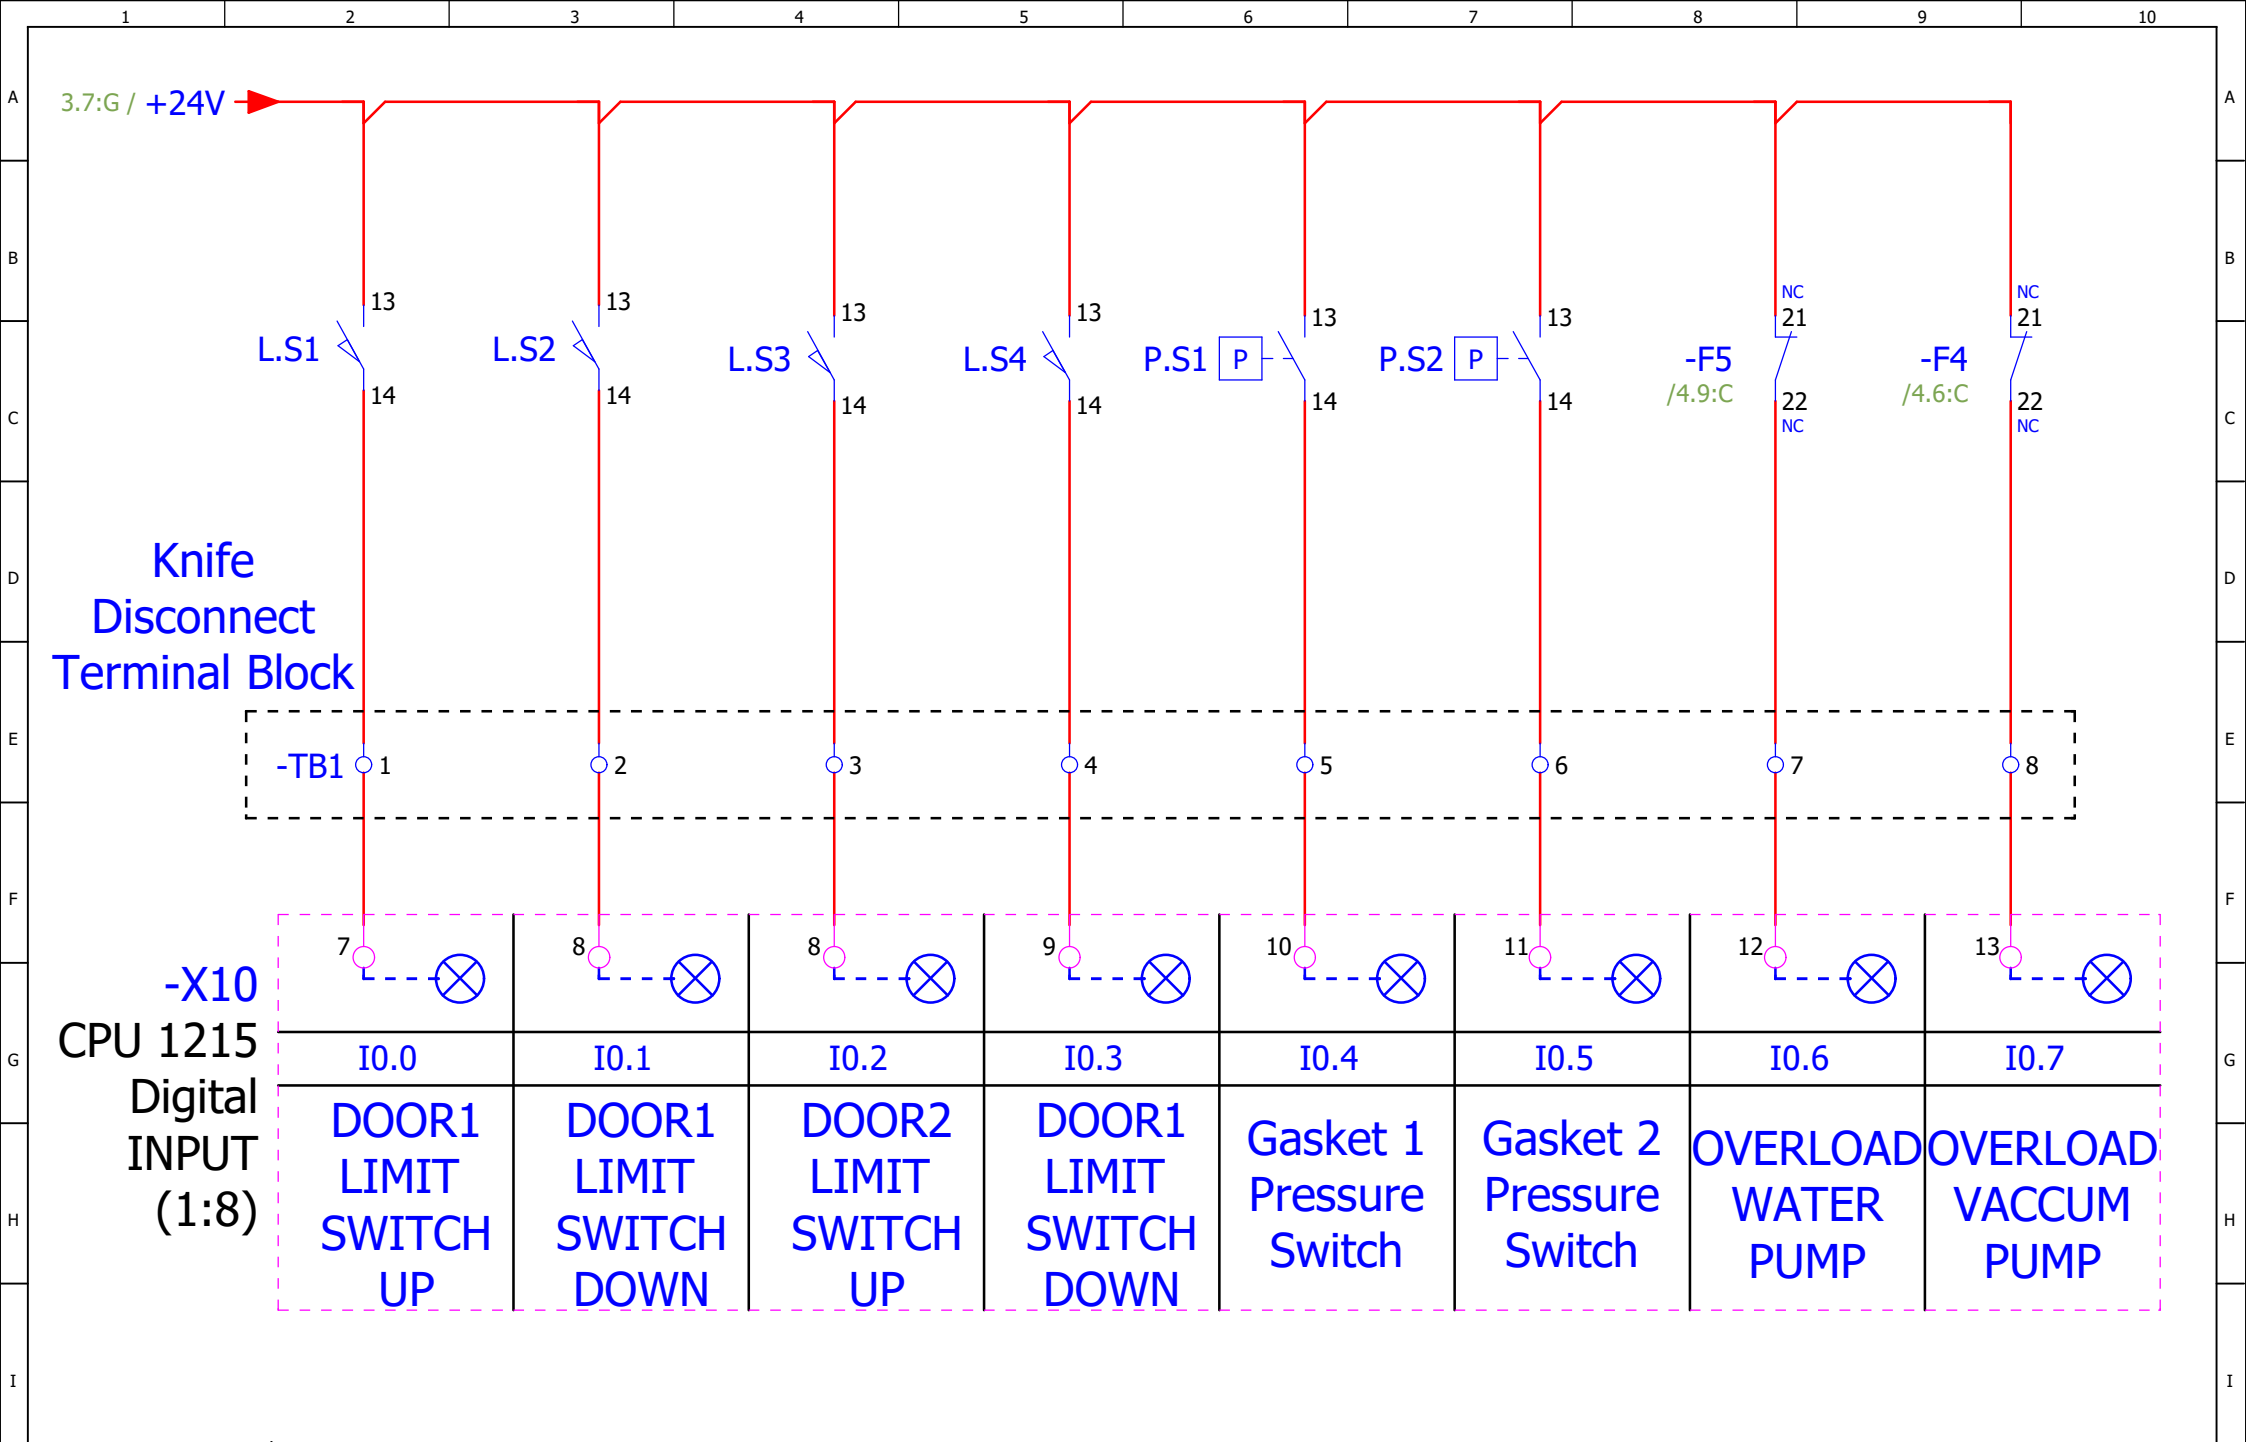 1 2 3 4 5 6 7 8 9 10
A A
3.7:G / +24V
B B
NC NC
13 13 13 13 13 13 21 21
L.S1 L.S2 L.S3 L.S4 P.S1 P P.S2 P -F5 -F4
/4.9:C /4.6:C
14 14 14 14 14 14 22 22
NC NC
C C
Knife
Disconnect
Terminal Block
D D
E E
-TB1 1 2 3 4 5 6 7 8
F F
7 8 8 9 10 11 12 13
-X10
CPU 1215
Digital
INPUT
(1:8)
G G
I0.0 I0.1 I0.2 I0.3 I0.4 I0.5 I0.6 I0.7
DOOR1
LIMIT
SWITCH
UP
DOOR1
LIMIT
SWITCH
DOWN
DOOR2
LIMIT
SWITCH
UP
DOOR1
LIMIT
SWITCH
DOWN
Gasket 1
Pressure
Switch
Gasket 2
Pressure
Switch
OVERLOAD
WATER
PUMP
OVERLOAD
VACCUM
PUMP
H H
I I